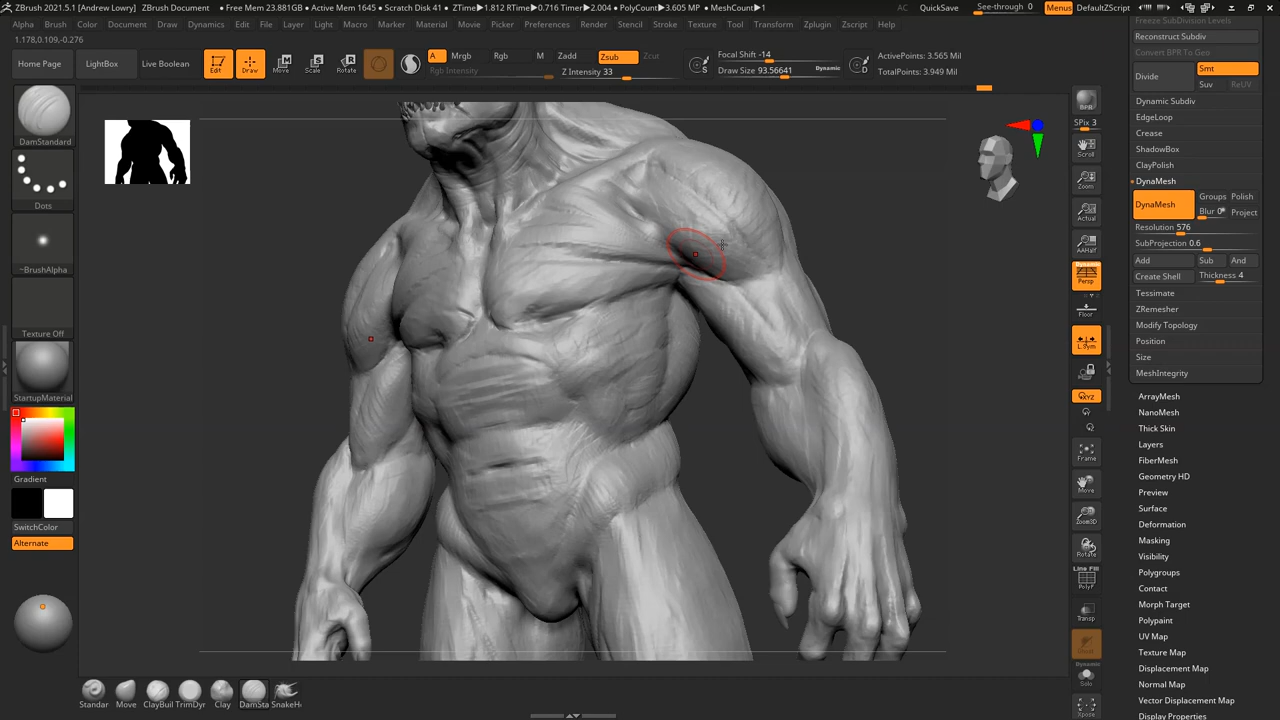 ZBrush 2021.5.1 [Andrew Lowry] ZBrush Document • Free Mem 23.881GB • Active Mem 1645 • Scratch Disk 41 • ZTime▸1.812 RTime▸0.716 Timer▸2.004 • PolyCount▸3.605 MP • MeshCount▸1 AC QuickSave See-through 0 Menus DefaultZScript
Alpha Brush Color Document Draw Dynamics Edit File Layer Light Macro Marker Material Movie Picker Preferences Render Stencil Stroke Texture Tool Transform Zplugin Zscript Help
1.178,0.109,-0.276
Home Page LightBox Live Boolean Edit Draw Move Scale Rotate
A Mrgb Rgb M Zadd Zsub Zcut
Rgb Intensity Z Intensity 33
S Focal Shift -14
Draw Size 93.56641 Dynamic
D ActivePoints: 3.565 Mil
TotalPoints: 3.949 Mil
DamStandard
Dots
~BrushAlpha
Texture Off
StartupMaterial
Gradient
SwitchColor
Alternate
Standar Move ClayBuil TrimDyr Clay DamSta SnakeHo
BPR
SPix 3
Scroll
Zoom
Actual
AAHalf
Dynamic
Persp
Floor
L.Sym
XYZ
Frame
Move
Zoom3D
Rotate
Line Fill
PolyF
Transp
Dynamic
Solo
Xpose
Freeze SubDivision Levels
Reconstruct Subdiv
Convert BPR To Geo
Divide Smt
Suv ReUV
Dynamic Subdiv
EdgeLoop
Crease
ShadowBox
ClayPolish
DynaMesh
DynaMesh Groups Polish
Blur 0 Project
Resolution 576
SubProjection 0.6
Add Sub And
Create Shell Thickness 4
Tessimate
ZRemesher
Modify Topology
Position
Size
MeshIntegrity
ArrayMesh
NanoMesh
Thick Skin
Layers
FiberMesh
Geometry HD
Preview
Surface
Deformation
Masking
Visibility
Polygroups
Contact
Morph Target
Polypaint
UV Map
Texture Map
Displacement Map
Normal Map
Vector Displacement Map
Display Properties